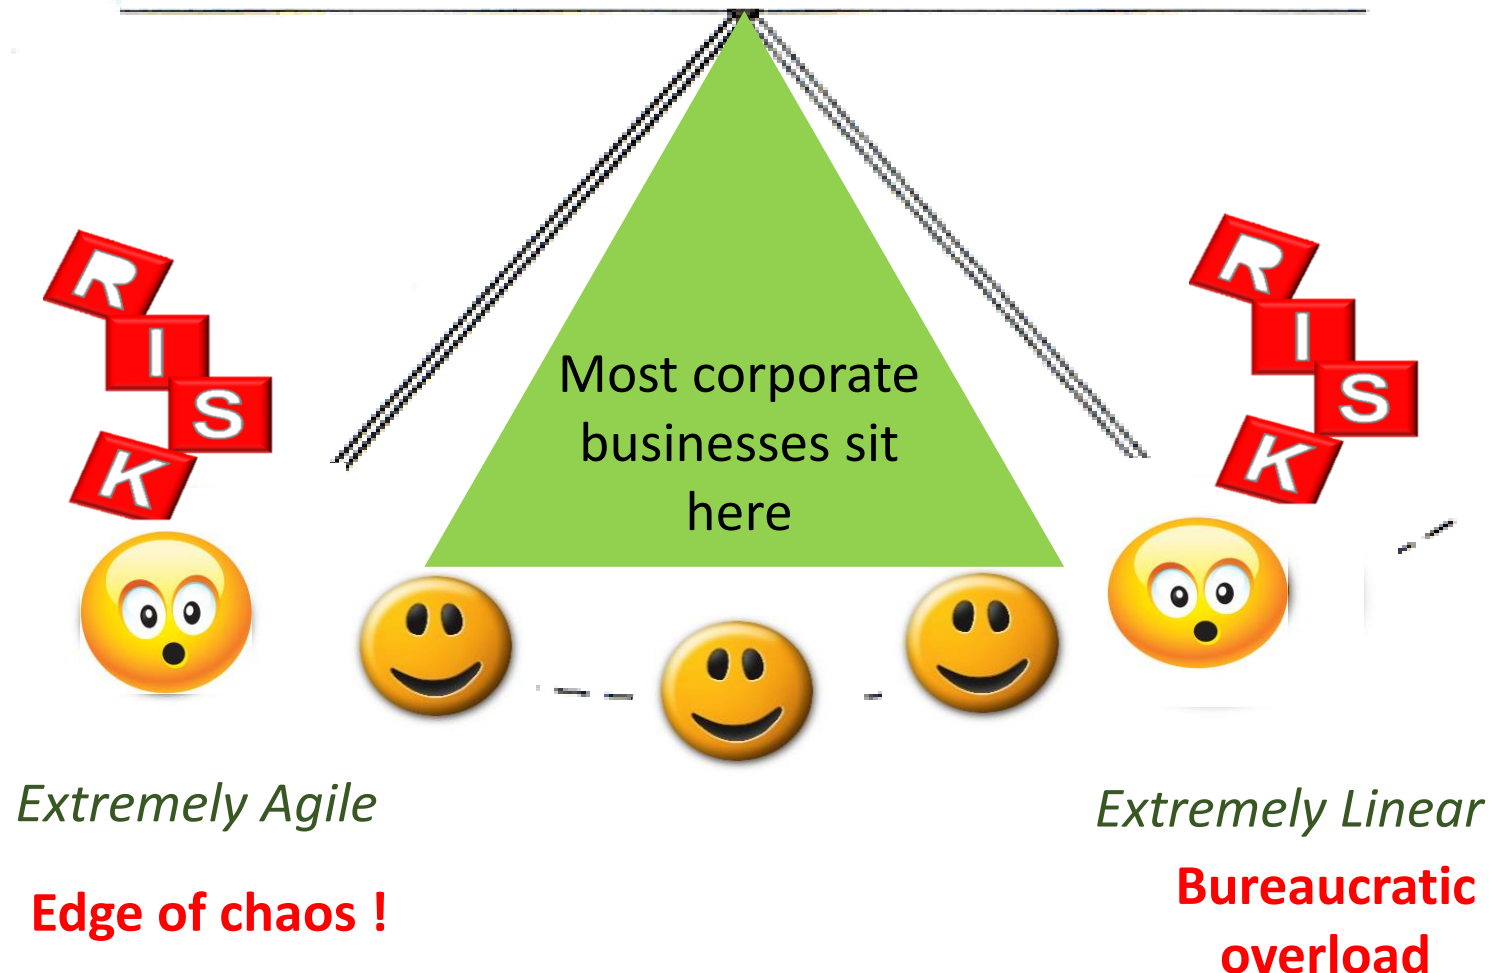 RISK
RISK
Most corporate
businesses sit
here
Extremely Agile
Extremely Linear
Edge of chaos !
Bureaucratic
overload